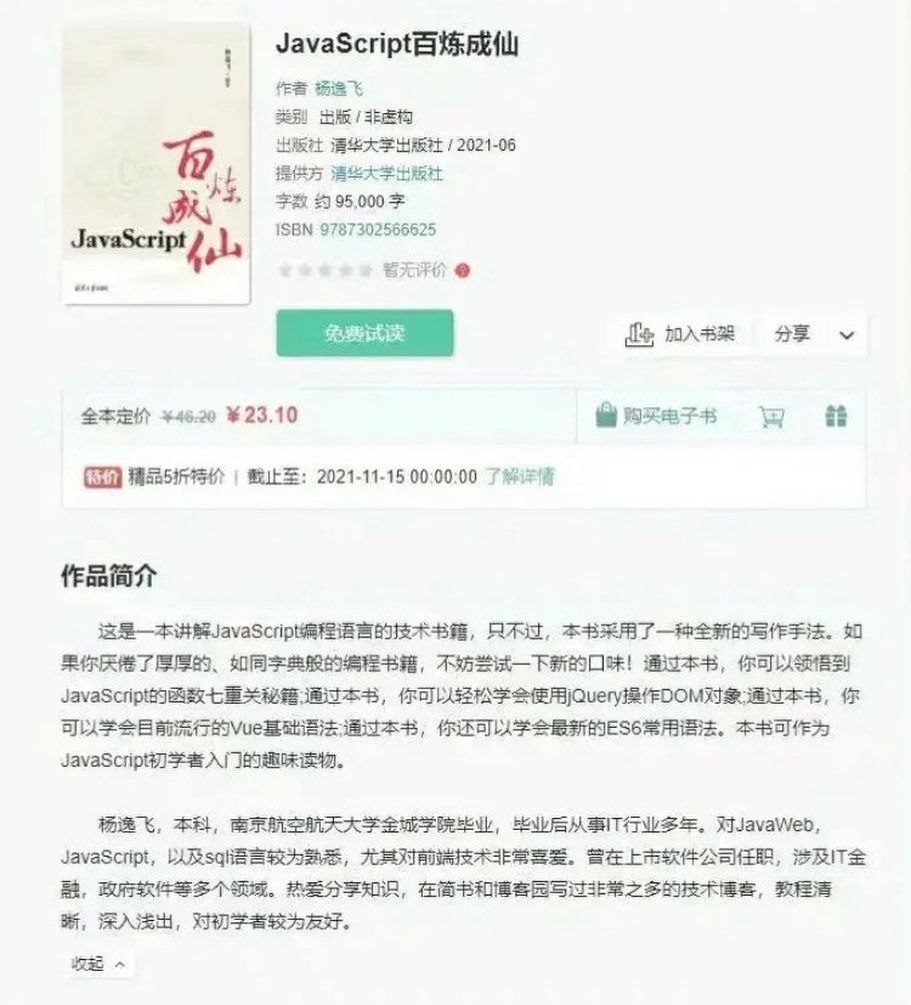 JavaScript百炼成仙
作者 杨逸飞
类别 出版 / 非虚构
出版社 清华大学出版社 / 2021-06
提供方 清华大学出版社
字数 约 95,000 字
ISBN 9787302566625
暂无评价
百炼成仙
JavaScript
免费试读
加入书架
分享
全本定价 ￥46.20 ￥23.10
购买电子书
特价 精品5折特价 | 截止至：2021-11-15 00:00:00 了解详情
作品简介
这是一本讲解JavaScript编程语言的技术书籍，只不过，本书采用了一种全新的写作手法。如
果你厌倦了厚厚的、如同字典般的编程书籍，不妨尝试一下新的口味！通过本书，你可以领悟到
JavaScript的函数七重关秘籍;通过本书，你可以轻松学会使用jQuery操作DOM对象;通过本书，你
可以学会目前流行的Vue基础语法;通过本书，你还可以学会最新的ES6常用语法。本书可作为
JavaScript初学者入门的趣味读物。
杨逸飞，本科，南京航空航天大学金城学院毕业，毕业后从事IT行业多年。对JavaWeb，
JavaScript，以及sql语言较为熟悉，尤其对前端技术非常喜爱。曾在上市软件公司任职，涉及IT金
融，政府软件等多个领域。热爱分享知识，在简书和博客园写过非常之多的技术博客，教程清
晰，深入浅出，对初学者较为友好。
收起